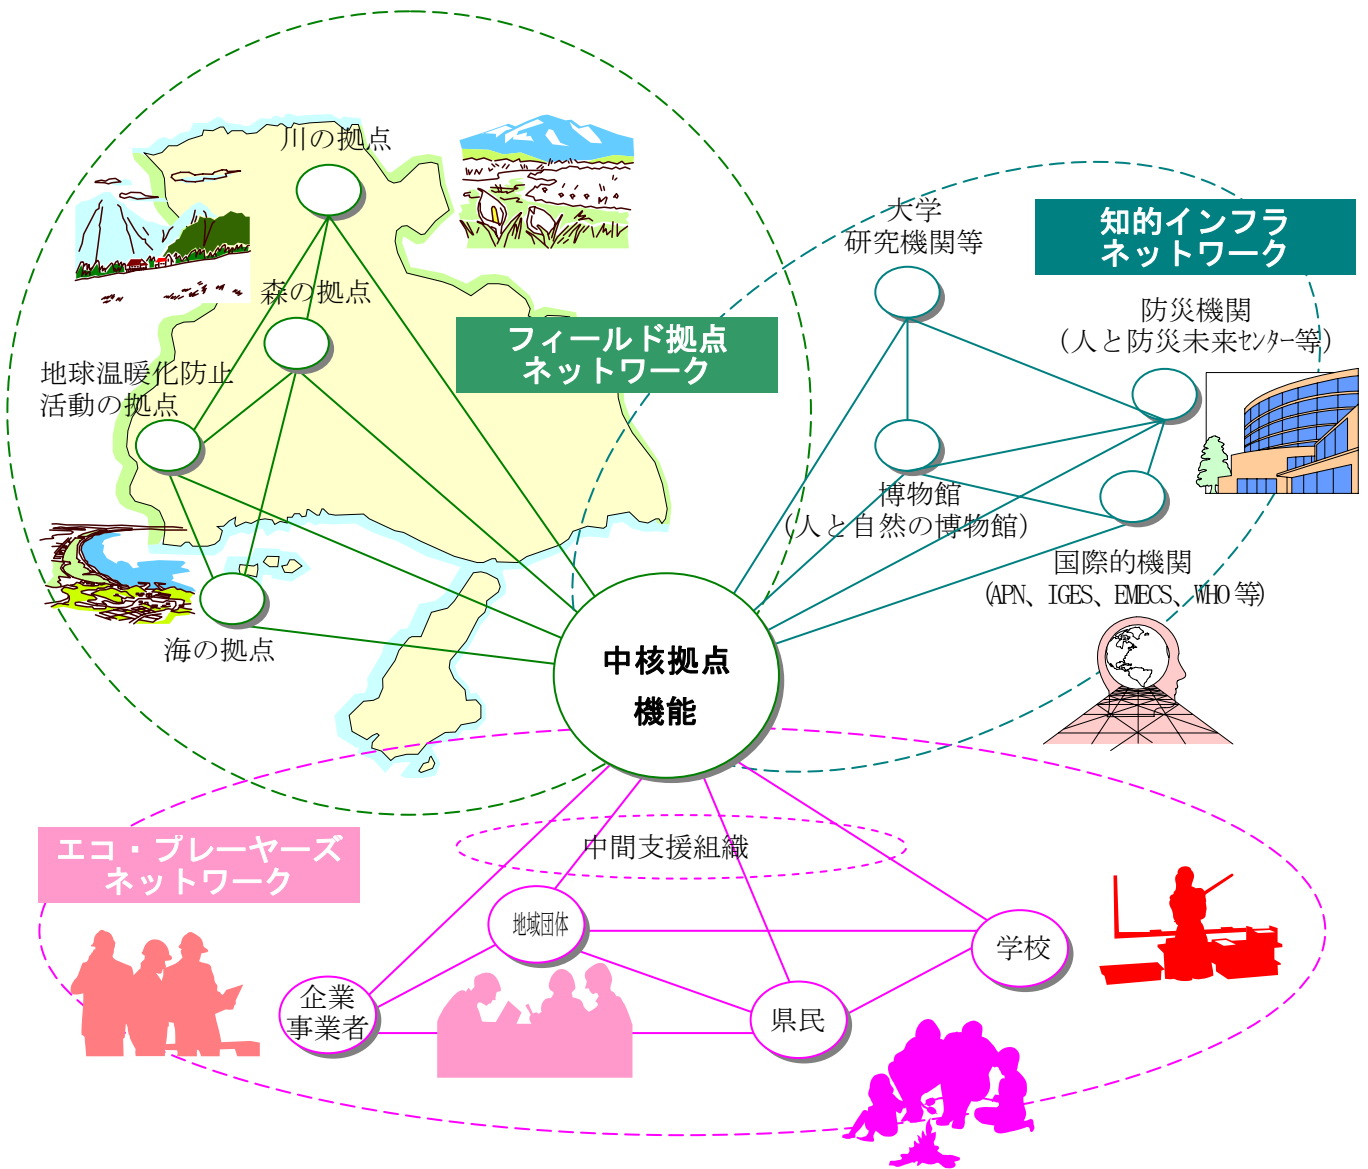 川の拠点
森の拠点
地球温暖化防止
活動の拠点
海の拠点
フィールド拠点
ネットワーク
大学
研究機関等
知的インフラ
ネットワーク
防災機関
(人と防災未来センター等)
博物館
(人と自然の博物館)
国際的機関
(APN、IGES、EMECS、WHO等)
中核拠点
機能
エコ・プレーヤーズ
ネットワーク
中間支援組織
地域団体
学校
企業
事業者
県民